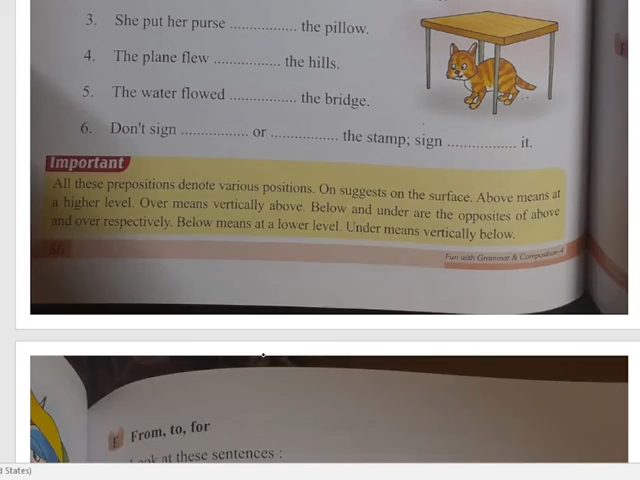 3. She put her purse ............... the pillow.
4. The plane flew ............... the hills.
5. The water flowed ............... the bridge.
6. Don't sign ............... or ............... the stamp; sign ............... it.
Important
All these prepositions denote various positions. On suggests on the surface. Above means at
a higher level. Over means vertically above. Below and under are the opposites of above
and over respectively. Below means at a lower level. Under means vertically below.
56
Fun with Grammar & Composition-4
E From, to, for
Look at these sentences :
d States)